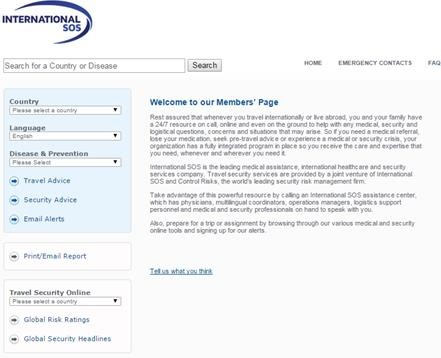 INTERNATIONAL
SOS
Search for a Country or Disease
Search
HOME
EMERGENCY CONTACTS
FAQ
Country
Please select a country
Language
English
Disease & Prevention
Please Select
Travel Advice
Security Advice
Email Alerts
Print/Email Report
Travel Security Online
Please select a country
Global Risk Ratings
Global Security Headlines
Welcome to our Members' Page
Rest assured that whenever you travel internationally or live abroad, you and your family have
a 24/7 resource on call, online and even on the ground to help with any medical, security and
logistical questions, concerns and situations that may arise. So if you need a medical referral,
lose your medication, seek pre-travel advice or experience a medical or security crisis, your
organization has a fully integrated program in place so you receive the care and expertise that
you need, whenever and wherever you need it.
International SOS is the leading medical assistance, international healthcare and security
services company. Travel security services are provided by a joint venture of International
SOS and Control Risks, the world's leading security risk management firm.
Take advantage of this powerful resource by calling an International SOS assistance center,
which has physicians, multilingual coordinators, operations managers, logistics support
personnel and medical and security professionals on hand to speak with you.
Also, prepare for a trip or assignment by browsing through our various medical and security
online tools and signing up for our alerts.
Tell us what you think